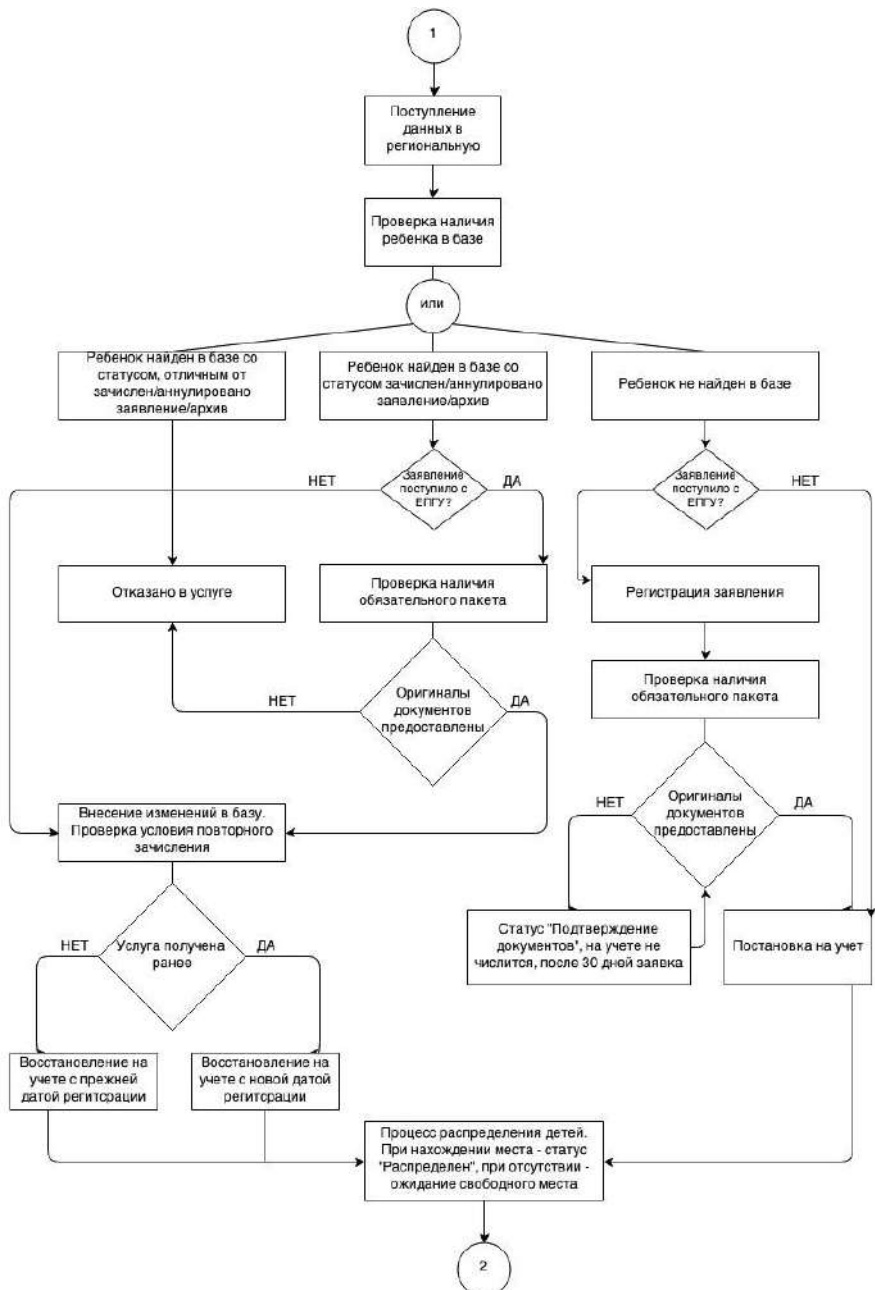 1
Поступление
данных в
региональную
Проверка наличия
ребенка в базе
или
Ребенок найден в базе со
статусом, отличным от
зачислен/аннулировано
заявление/архив
Ребенок найден в базе со
статусом зачислен/аннулировано
заявление/архив
Ребенок не найден в базе
НЕТ
Заявление
поступило с
ЕПГУ?
ДА
Заявление
поступило с
ЕПГУ?
НЕТ
Отказано в услуге
Проверка наличия
обязательного пакета
Регистрация заявления
Проверка наличия
обязательного пакета
НЕТ
Оригиналы
документов
предоставлены
ДА
НЕТ
Оригиналы
документов
предоставлены
ДА
Внесение изменений в базу.
Проверка условия повторного
зачисления
НЕТ
Услуга получена
ранее
ДА
Статус "Подтверждение
документов", на учете не
числится, после 30 дней заявка
Постановка на учет
Восстановление на
учете с прежней
датой регитсрации
Восстановление на
учете с новой датой
регитсрации
Процесс распределения детей.
При нахождении места - статус
"Распределен", при отсутствии -
ожидание свободного места
2